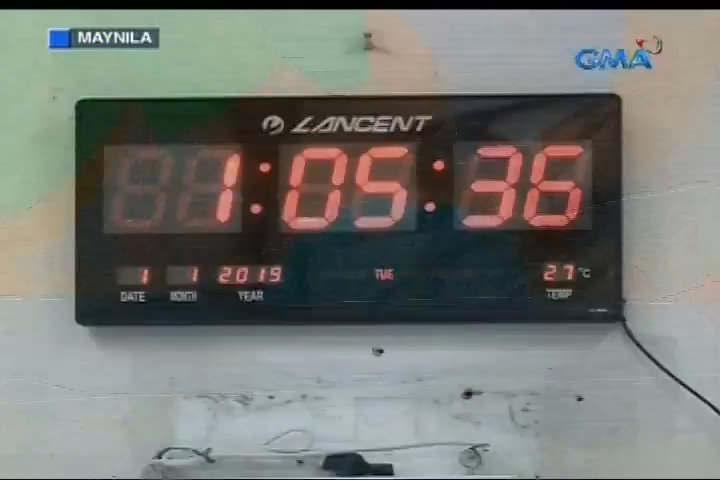 MAYNILA
GMA
LANCENT
1:05:36
1 1 2019 TUE 27°C
DATE MONTH YEAR TEMP